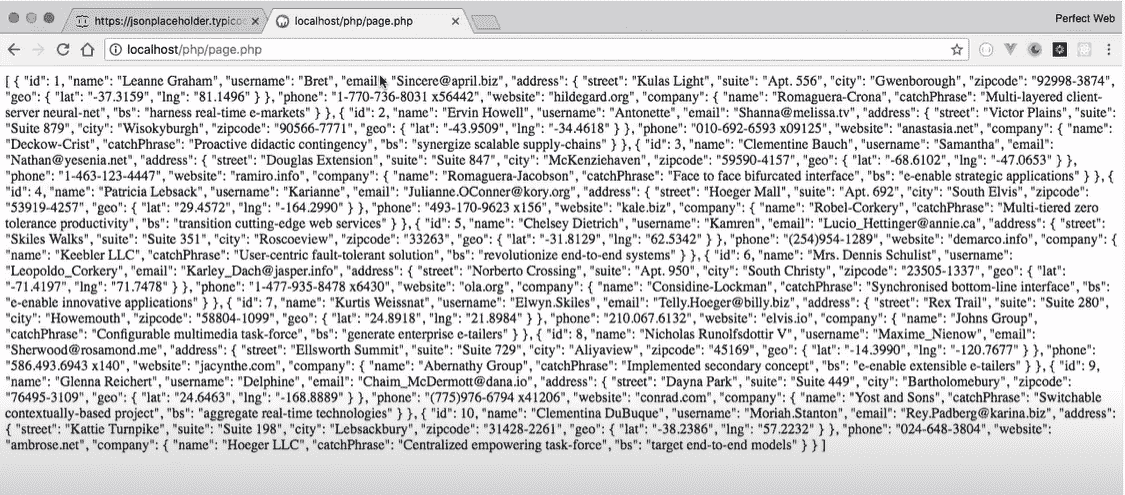 https://jsonplaceholder.typico
localhost/php/page.php
Perfect Web
localhost/php/page.php
[ { "id": 1, "name": "Leanne Graham", "username": "Bret", "email": "Sincere@april.biz", "address": { "street": "Kulas Light", "suite": "Apt. 556", "city": "Gwenborough", "zipcode": "92998-3874",
"geo": { "lat": "-37.3159", "lng": "81.1496" } }, "phone": "1-770-736-8031 x56442", "website": "hildegard.org", "company": { "name": "Romaguera-Crona", "catchPhrase": "Multi-layered client-
server neural-net", "bs": "harness real-time e-markets" } }, { "id": 2, "name": "Ervin Howell", "username": "Antonette", "email": "Shanna@melissa.tv", "address": { "street": "Victor Plains", "suite":
"Suite 879", "city": "Wisokyburgh", "zipcode": "90566-7771", "geo": { "lat": "-43.9509", "lng": "-34.4618" } }, "phone": "010-692-6593 x09125", "website": "anastasia.net", "company": { "name":
"Deckow-Crist", "catchPhrase": "Proactive didactic contingency", "bs": "synergize scalable supply-chains" } }, { "id": 3, "name": "Clementine Bauch", "username": "Samantha", "email":
"Nathan@yesenia.net", "address": { "street": "Douglas Extension", "suite": "Suite 847", "city": "McKenziehaven", "zipcode": "59590-4157", "geo": { "lat": "-68.6102", "lng": "-47.0653" } },
"phone": "1-463-123-4447", "website": "ramiro.info", "company": { "name": "Romaguera-Jacobson", "catchPhrase": "Face to face bifurcated interface", "bs": "e-enable strategic applications" } }, {
"id": 4, "name": "Patricia Lebsack", "username": "Karianne", "email": "Julianne.OConner@kory.org", "address": { "street": "Hoeger Mall", "suite": "Apt. 692", "city": "South Elvis", "zipcode":
"53919-4257", "geo": { "lat": "29.4572", "lng": "-164.2990" } }, "phone": "493-170-9623 x156", "website": "kale.biz", "company": { "name": "Robel-Corkery", "catchPhrase": "Multi-tiered zero
tolerance productivity", "bs": "transition cutting-edge web services" } }, { "id": 5, "name": "Chelsey Dietrich", "username": "Kamren", "email": "Lucio_Hettinger@annie.ca", "address": { "street":
"Skiles Walks", "suite": "Suite 351", "city": "Roscoeview", "zipcode": "33263", "geo": { "lat": "-31.8129", "lng": "62.5342" } }, "phone": "(254)954-1289", "website": "demarco.info", "company": {
"name": "Keebler LLC", "catchPhrase": "User-centric fault-tolerant solution", "bs": "revolutionize end-to-end systems" } }, { "id": 6, "name": "Mrs. Dennis Schulist", "username":
"Leopoldo_Corkery", "email": "Karley_Dach@jasper.info", "address": { "street": "Norberto Crossing", "suite": "Apt. 950", "city": "South Christy", "zipcode": "23505-1337", "geo": { "lat":
"-71.4197", "lng": "71.7478" } }, "phone": "1-477-935-8478 x6430", "website": "ola.org", "company": { "name": "Considine-Lockman", "catchPhrase": "Synchronised bottom-line interface", "bs":
"e-enable innovative applications" } }, { "id": 7, "name": "Kurtis Weissnat", "username": "Elwyn.Skiles", "email": "Telly.Hoeger@billy.biz", "address": { "street": "Rex Trail", "suite": "Suite 280",
"city": "Howemouth", "zipcode": "58804-1099", "geo": { "lat": "24.8918", "lng": "21.8984" } }, "phone": "210.067.6132", "website": "elvis.io", "company": { "name": "Johns Group",
"catchPhrase": "Configurable multimedia task-force", "bs": "generate enterprise e-tailers" } }, { "id": 8, "name": "Nicholas Runolfsdottir V", "username": "Maxime_Nienow", "email":
"Sherwood@rosamond.me", "address": { "street": "Ellsworth Summit", "suite": "Suite 729", "city": "Aliyaview", "zipcode": "45169", "geo": { "lat": "-14.3990", "lng": "-120.7677" } }, "phone":
"586.493.6943 x140", "website": "jacynthe.com", "company": { "name": "Abernathy Group", "catchPhrase": "Implemented secondary concept", "bs": "e-enable extensible e-tailers" } }, { "id": 9,
"name": "Glenna Reichert", "username": "Delphine", "email": "Chaim_McDermott@dana.io", "address": { "street": "Dayna Park", "suite": "Suite 449", "city": "Bartholomebury", "zipcode":
"76495-3109", "geo": { "lat": "24.6463", "lng": "-168.8889" } }, "phone": "(775)976-6794 x41206", "website": "conrad.com", "company": { "name": "Yost and Sons", "catchPhrase": "Switchable
contextually-based project", "bs": "aggregate real-time technologies" } }, { "id": 10, "name": "Clementina DuBuque", "username": "Moriah.Stanton", "email": "Rey.Padberg@karina.biz", "address":
{ "street": "Kattie Turnpike", "suite": "Suite 198", "city": "Lebsackbury", "zipcode": "31428-2261", "geo": { "lat": "-38.2386", "lng": "57.2232" } }, "phone": "024-648-3804", "website":
"ambrose.net", "company": { "name": "Hoeger LLC", "catchPhrase": "Centralized empowering task-force", "bs": "target end-to-end models" } } ]